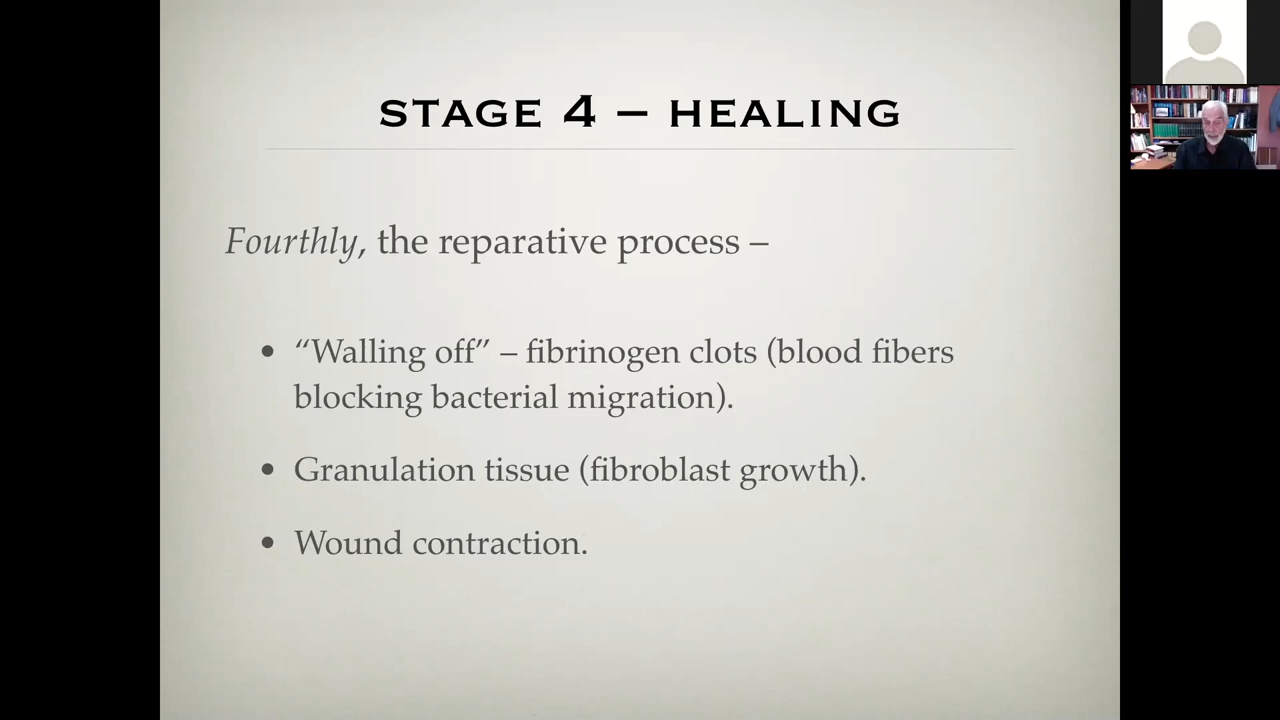 STAGE 4 – HEALING
Fourthly, the reparative process –
• “Walling off” – fibrinogen clots (blood fibers
blocking bacterial migration).
• Granulation tissue (fibroblast growth).
• Wound contraction.